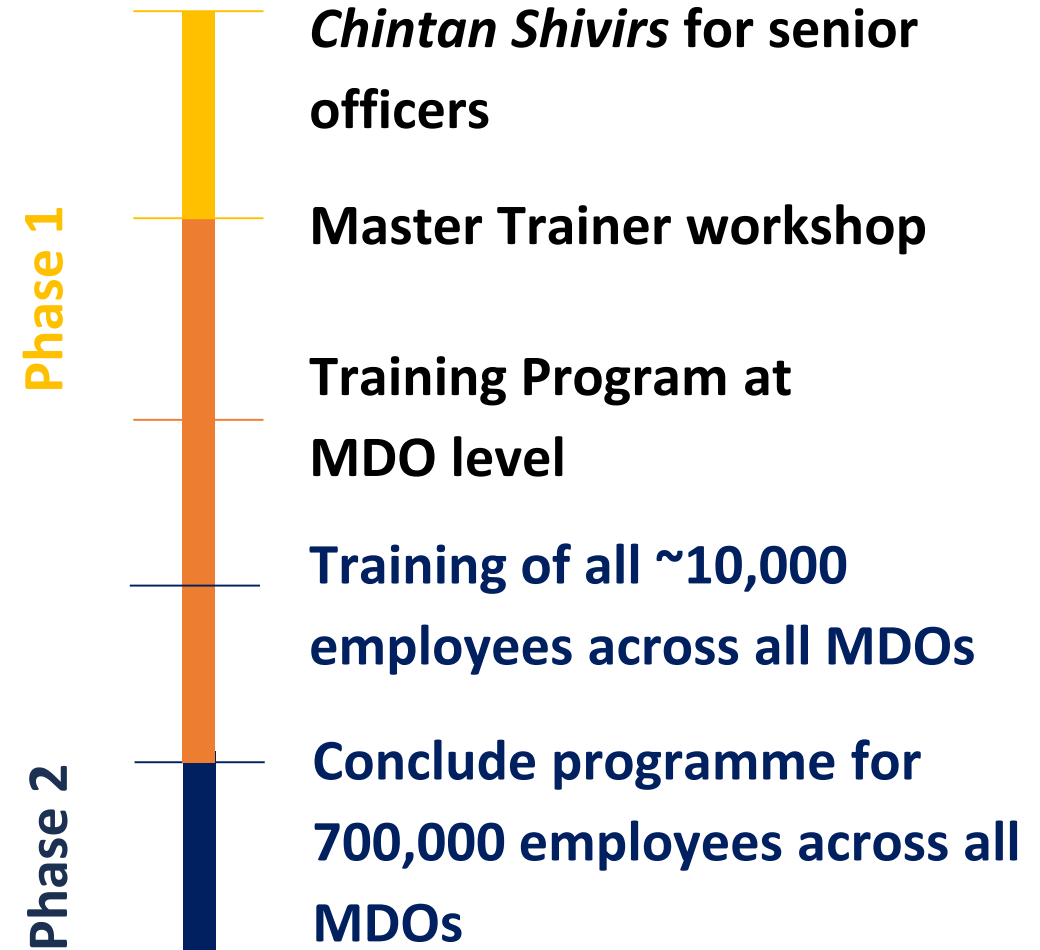 Phase 1
Chintan Shivirs for senior
officers
Master Trainer workshop
Training Program at
MDO level
Training of all ~10,000
employees across all MDOs
Phase 2
Conclude programme for
700,000 employees across all
MDOs